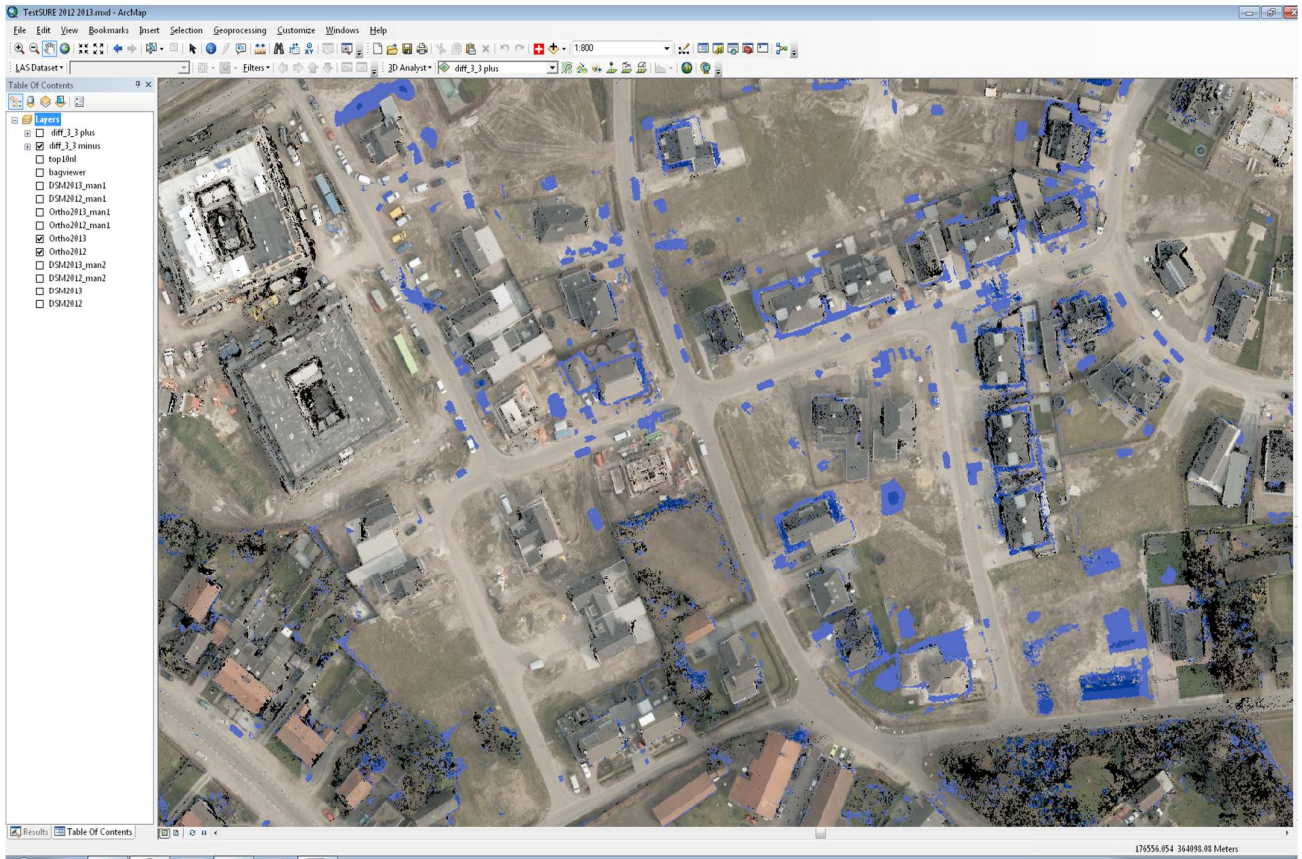 TestSURE 2012 2013.mxd - ArcMap
File Edit View Bookmarks Insert Selection Geoprocessing Customize Windows Help
1:800
LAS Dataset Filters 3D Analyst diff_3_3 plus
Table Of Contents
Layers
diff_3_3 plus
diff_3_3 minus
top10nl
bagviewer
DSM2013_man1
DSM2012_man1
Ortho2013_man1
Ortho2012_man1
Ortho2013
Ortho2012
DSM2013_man2
DSM2012_man2
DSM2013
DSM2012
Results Table Of Contents
176556.054 364098.08 Meters